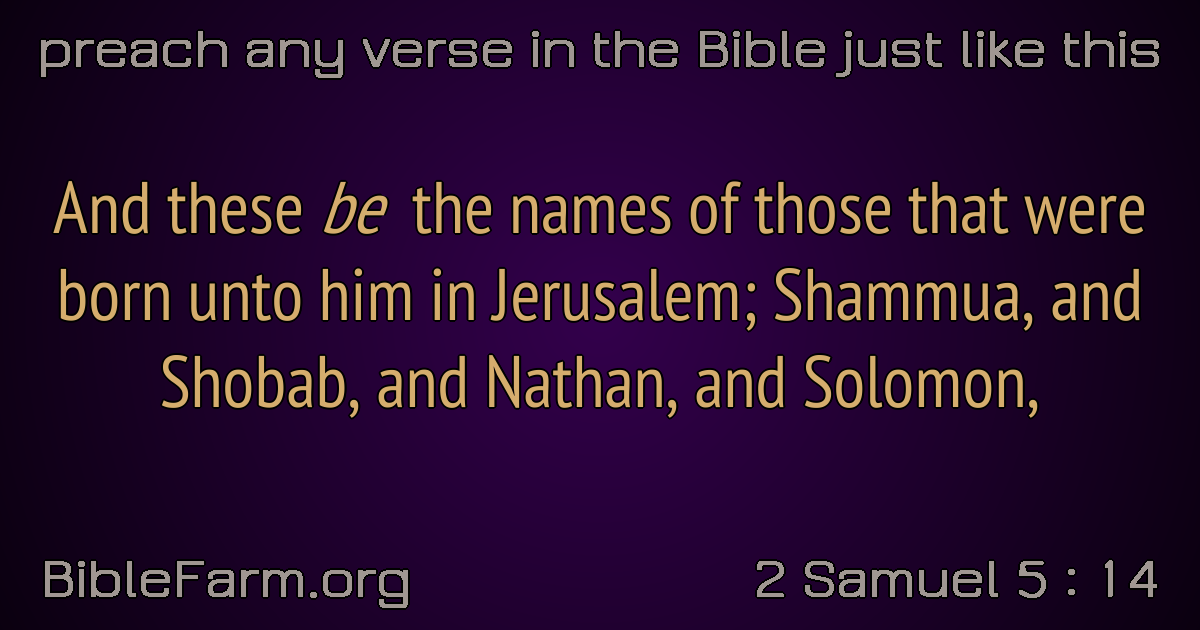 preach any verse in the Bible just like this
And these be the names of those that were
born unto him in Jerusalem; Shammua, and
Shobab, and Nathan, and Solomon,
BibleFarm.org
2 Samuel 5 : 14